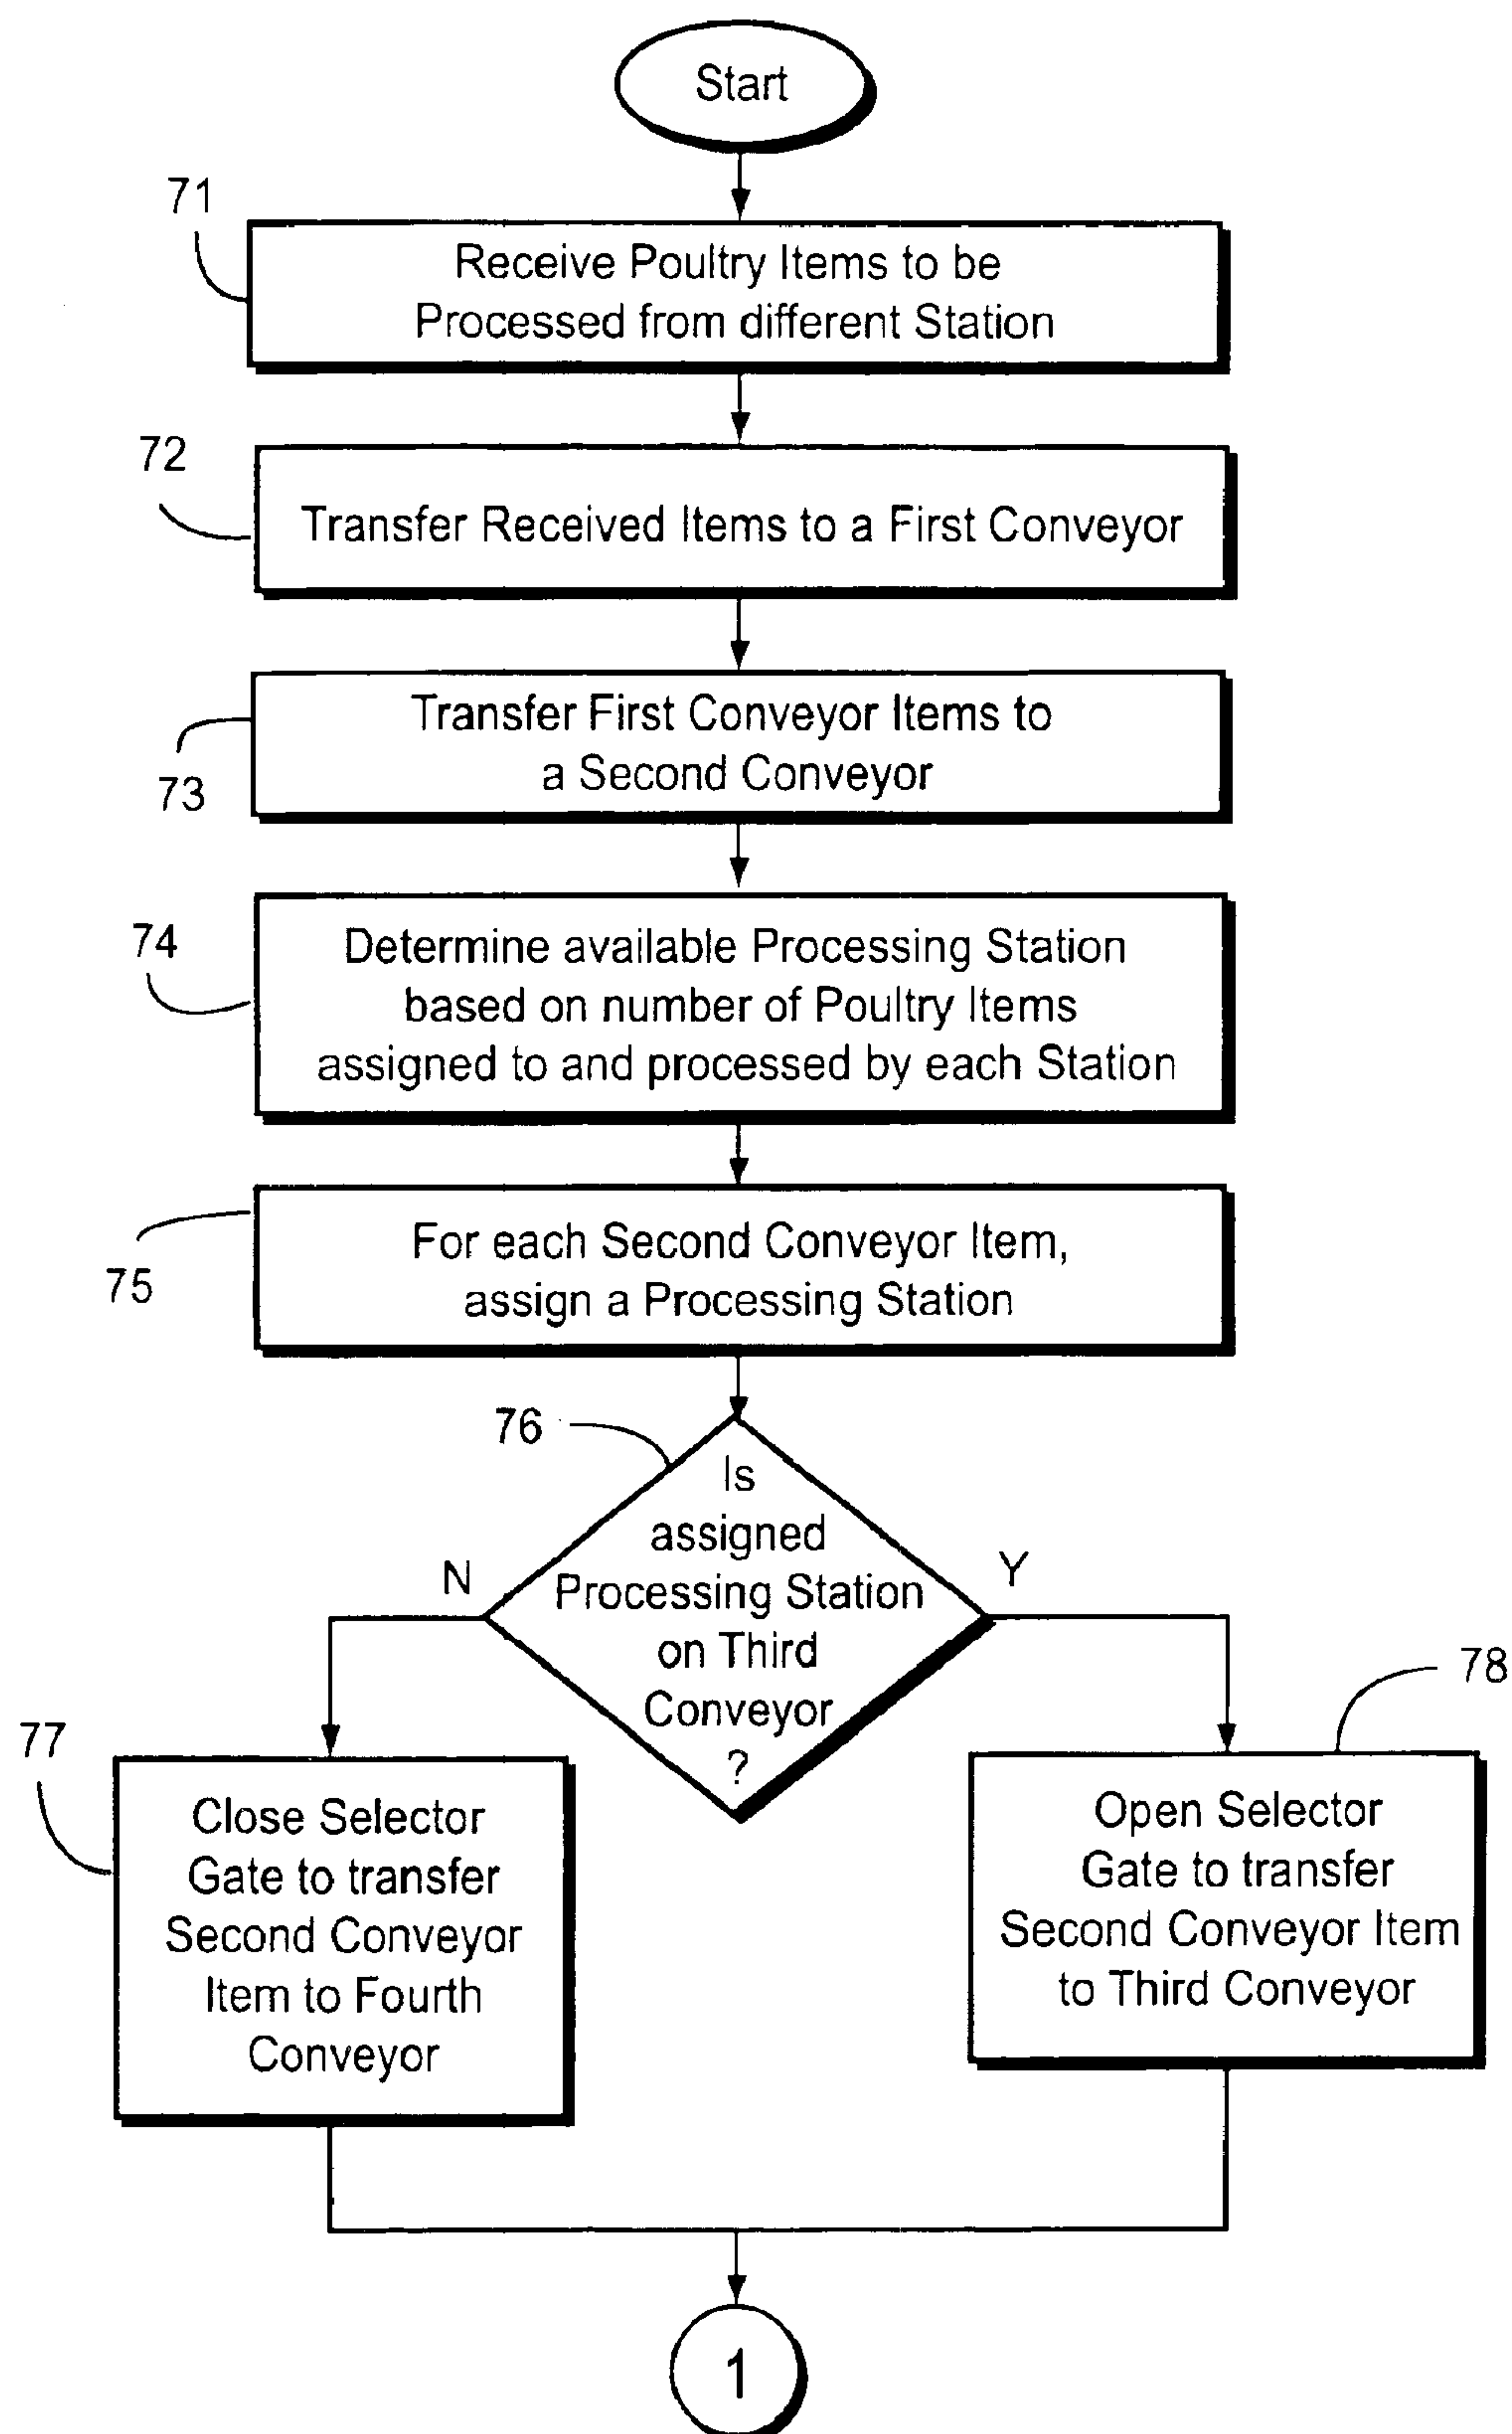 Start
71
Receive Poultry Items to be
Processed from different Station
72
Transfer Received Items to a First Conveyor
73
Transfer First Conveyor Items to
a Second Conveyor
74
Determine available Processing Station
based on number of Poultry Items
assigned to and processed by each Station
75
For each Second Conveyor Item,
assign a Processing Station
76
Is
assigned
Processing Station
on Third
Conveyor
?
N
Y
77
Close Selector
Gate to transfer
Second Conveyor
Item to Fourth
Conveyor
78
Open Selector
Gate to transfer
Second Conveyor Item
to Third Conveyor
1